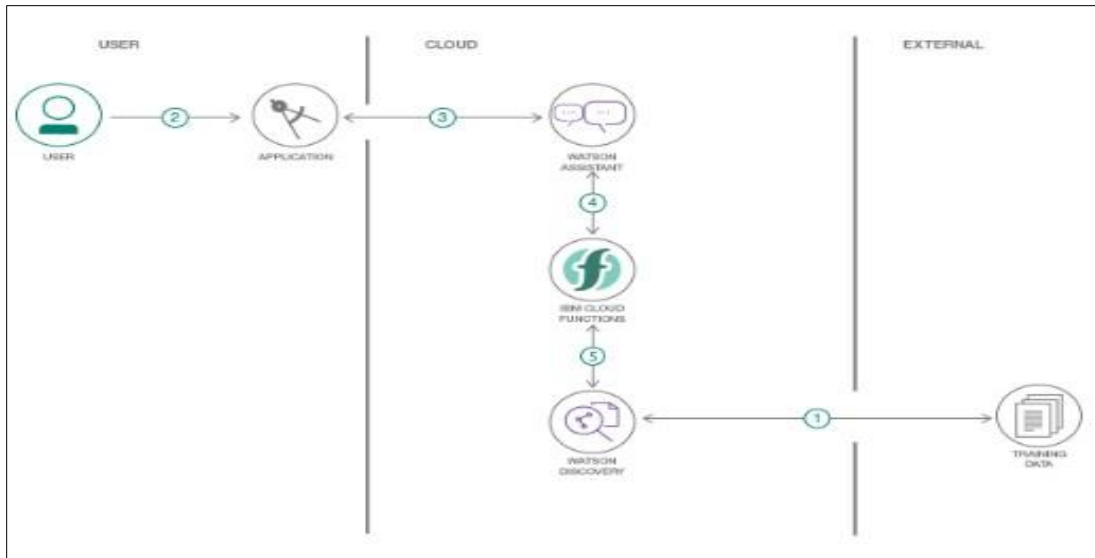 USER
CLOUD
EXTERNAL
2
3
USER
APPLICATION
WATSON
ASSISTANT
4
IBM CLOUD
FUNCTIONS
5
1
WATSON
DISCOVERY
TRAINING
DATA